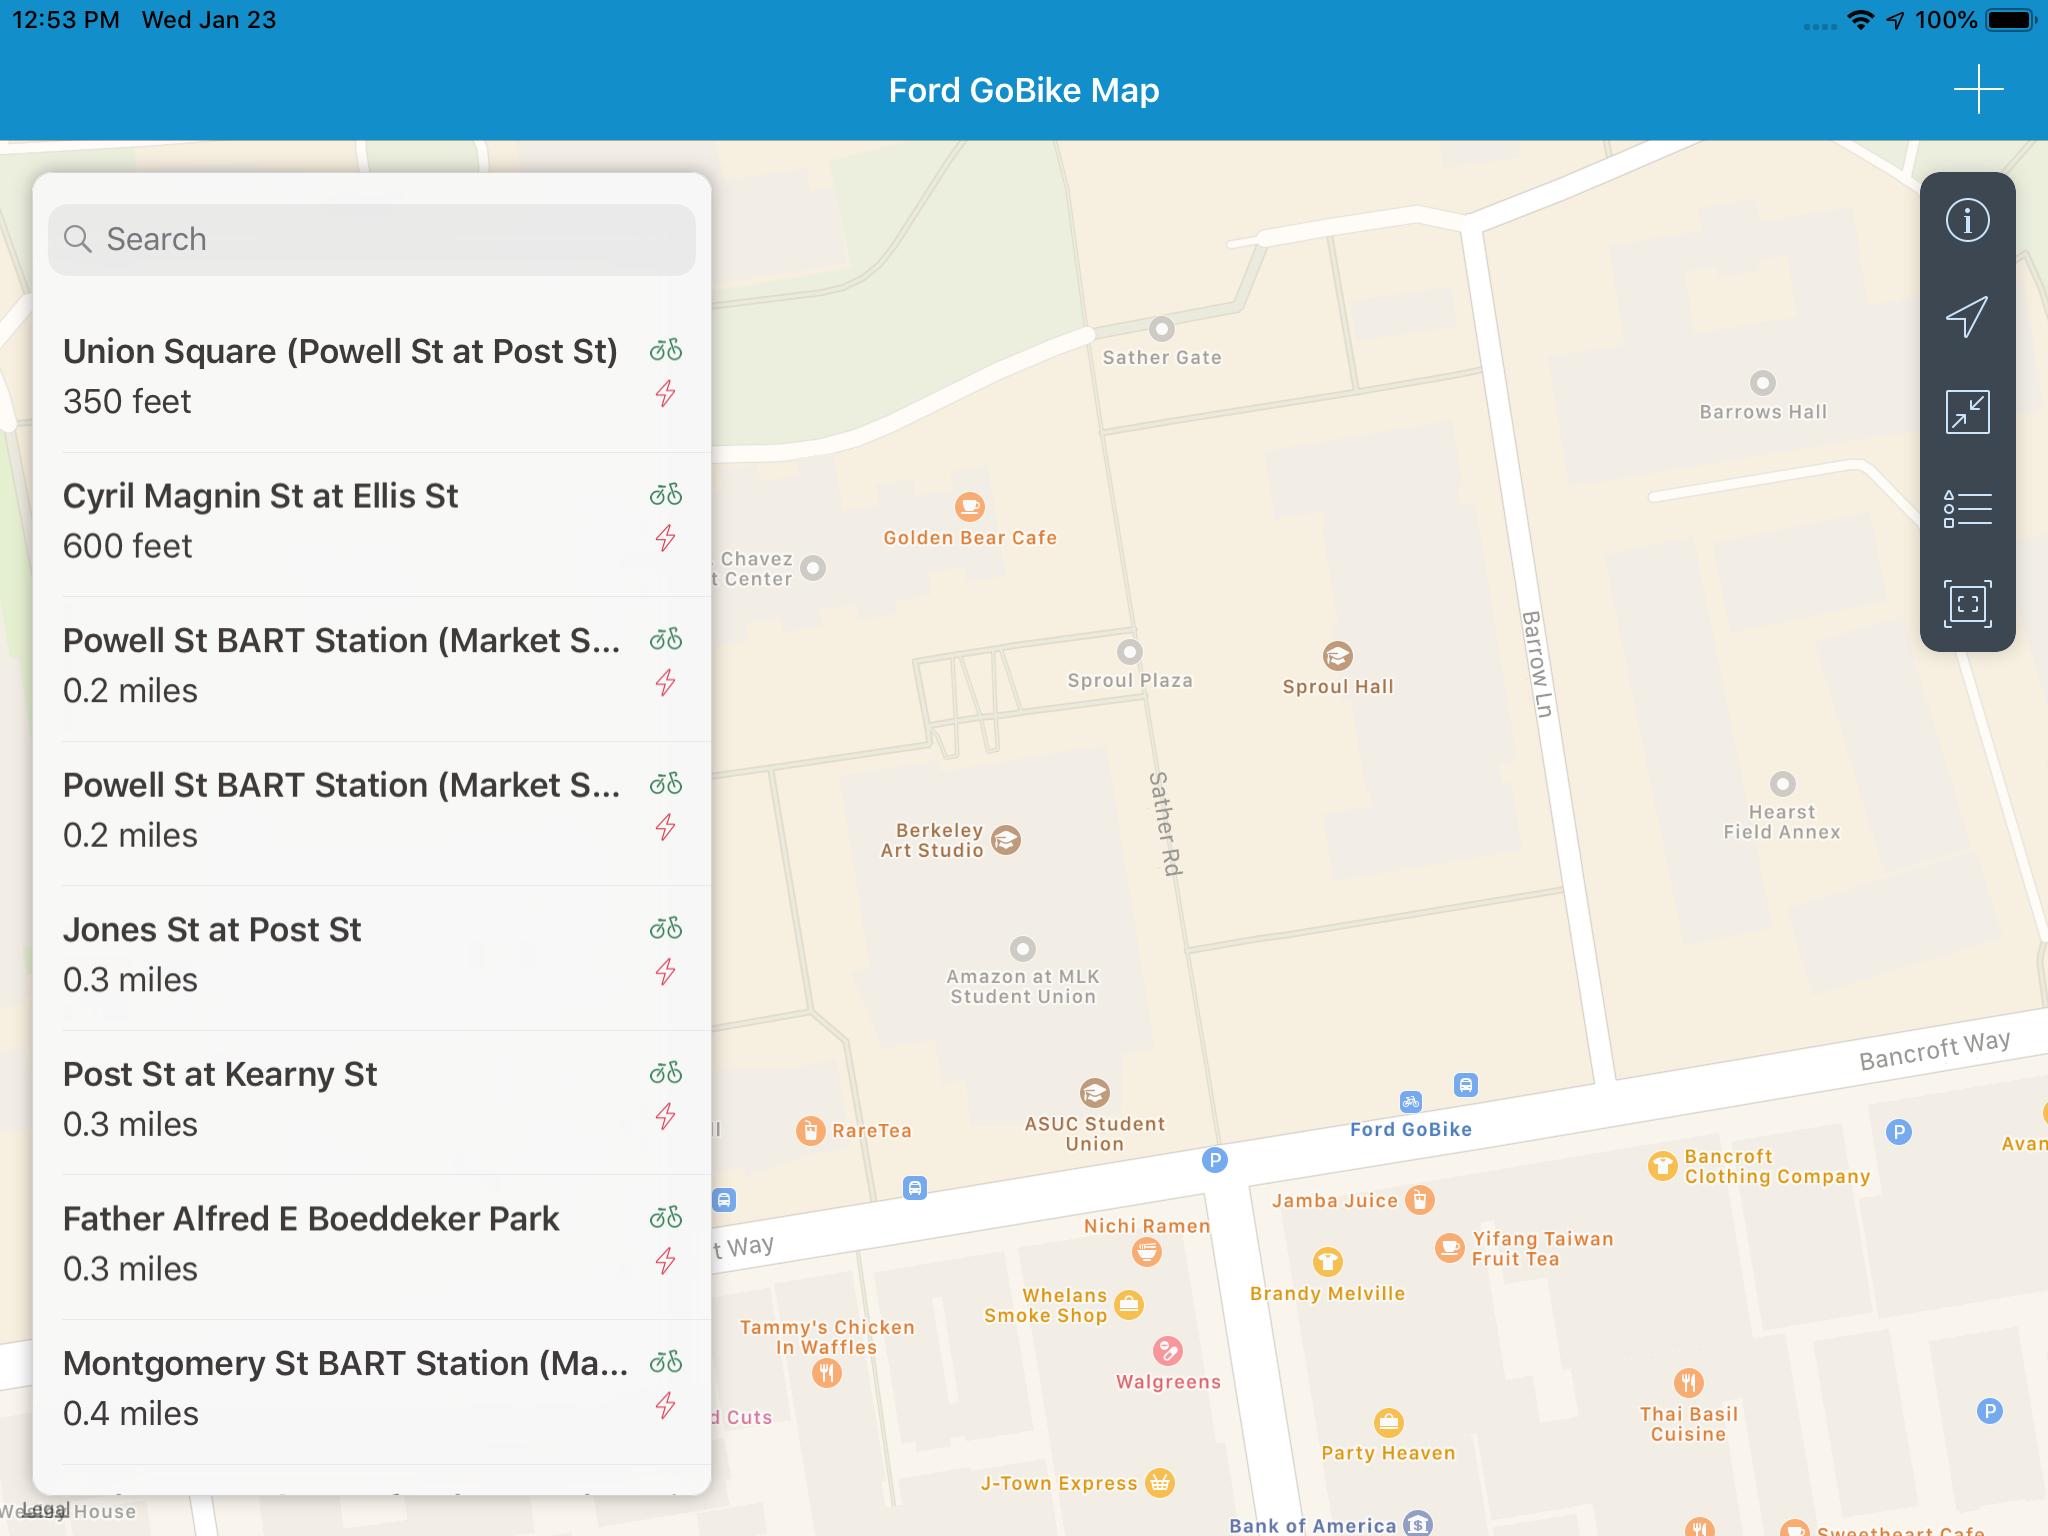 12:53 PM Wed Jan 23
100%
Ford GoBike Map
Search
Union Square (Powell St at Post St)
350 feet
Cyril Magnin St at Ellis St
600 feet
Powell St BART Station (Market S...
0.2 miles
Powell St BART Station (Market S...
0.2 miles
Jones St at Post St
0.3 miles
Post St at Kearny St
0.3 miles
Father Alfred E Boeddeker Park
0.3 miles
Montgomery St BART Station (Ma...
0.4 miles
Legal
House
Sather Gate
Barrows Hall
Golden Bear Cafe
Chavez
t Center
Barrow Ln
Sproul Plaza
Sproul Hall
Sather Rd
Hearst
Field Annex
Berkeley
Art Studio
Amazon at MLK
Student Union
Bancroft Way
ASUC Student
Union
RareTea
Ford GoBike
P
P
Avan
Bancroft
Clothing Company
Jamba Juice
Nichi Ramen
t Way
Yifang Taiwan
Fruit Tea
Brandy Melville
Whelans
Smoke Shop
Tammy's Chicken
In Waffles
Walgreens
d Cuts
Thai Basil
Cuisine
P
Party Heaven
J-Town Express
Bank of America
Sweetheart Cafe